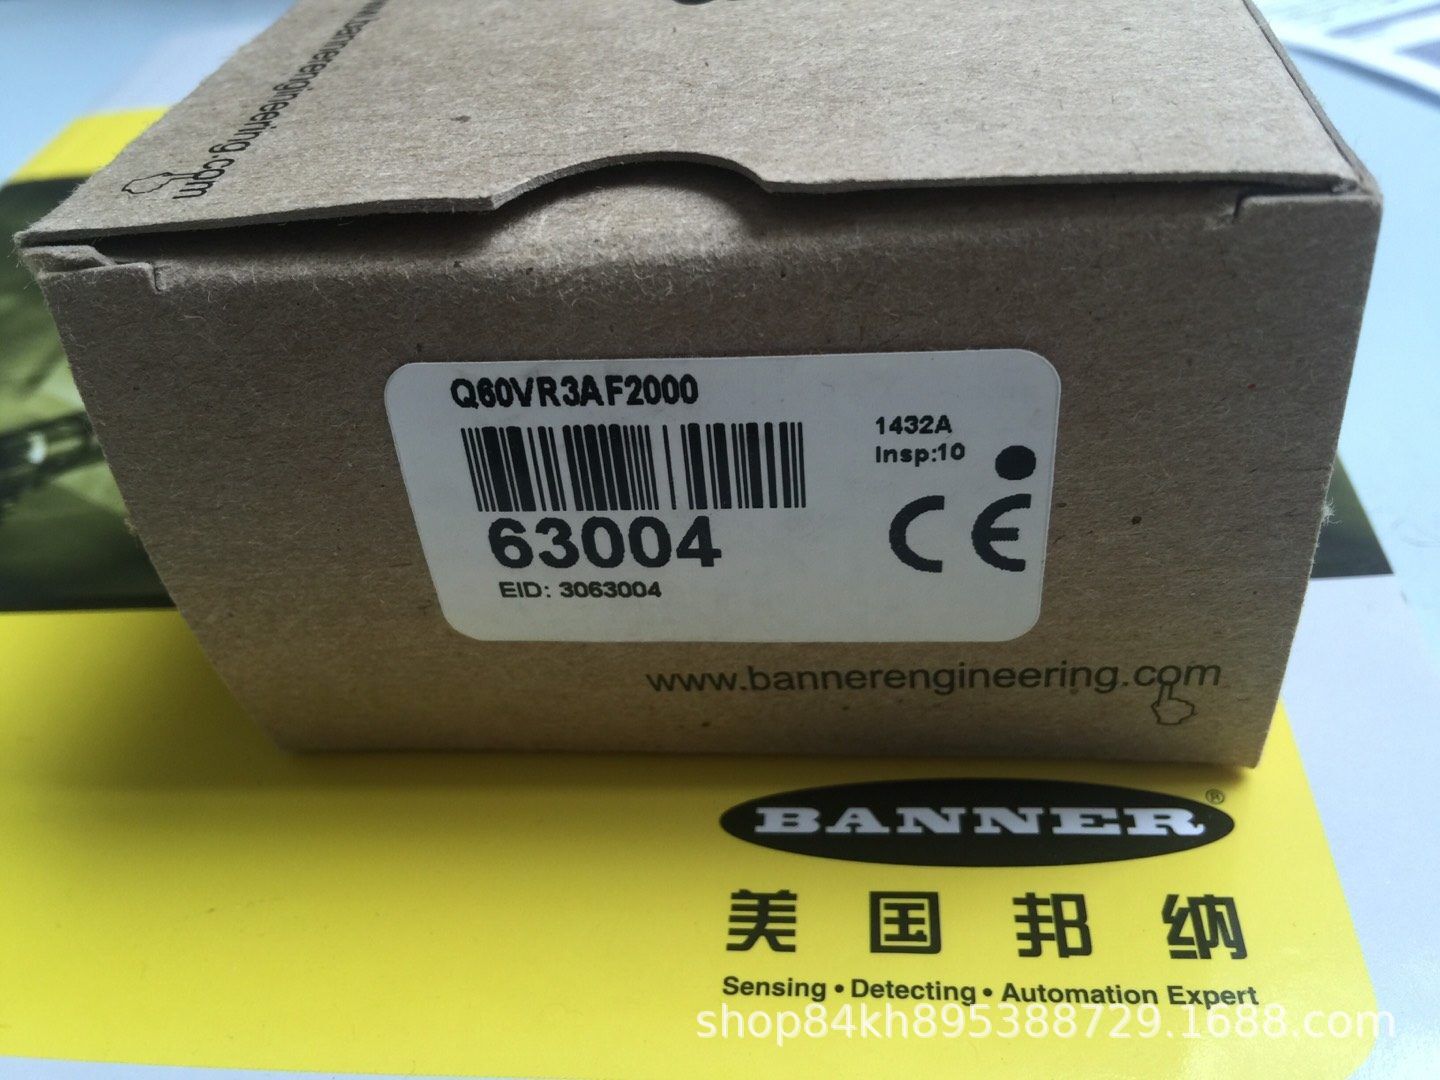 www.bannerengineering.com
Q60VR3AF2000
1432A
Insp:10
63004
EID: 3063004
CE
www.bannerengineering.com
BANNER®
美国邦纳
Sensing • Detecting • Automation Expert
shop84kh895388729.1688.com